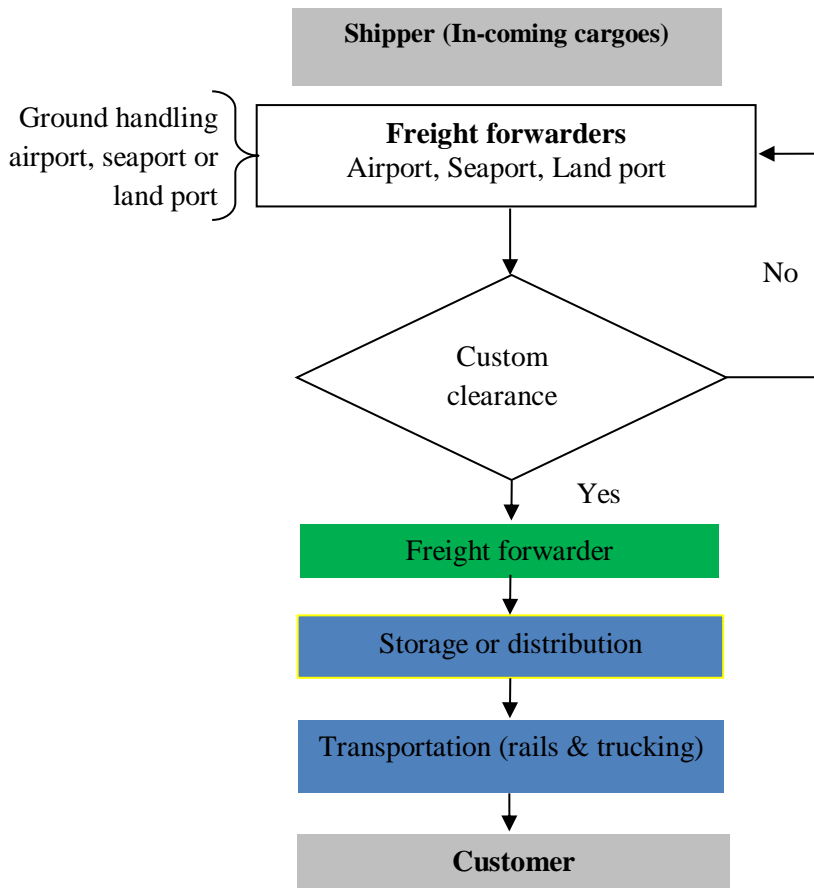 Shipper (In-coming cargoes)
Ground handling
airport, seaport or
land port
Freight forwarders
Airport, Seaport, Land port
No
Custom
clearance
Yes
Freight forwarder
Storage or distribution
Transportation (rails & trucking)
Customer